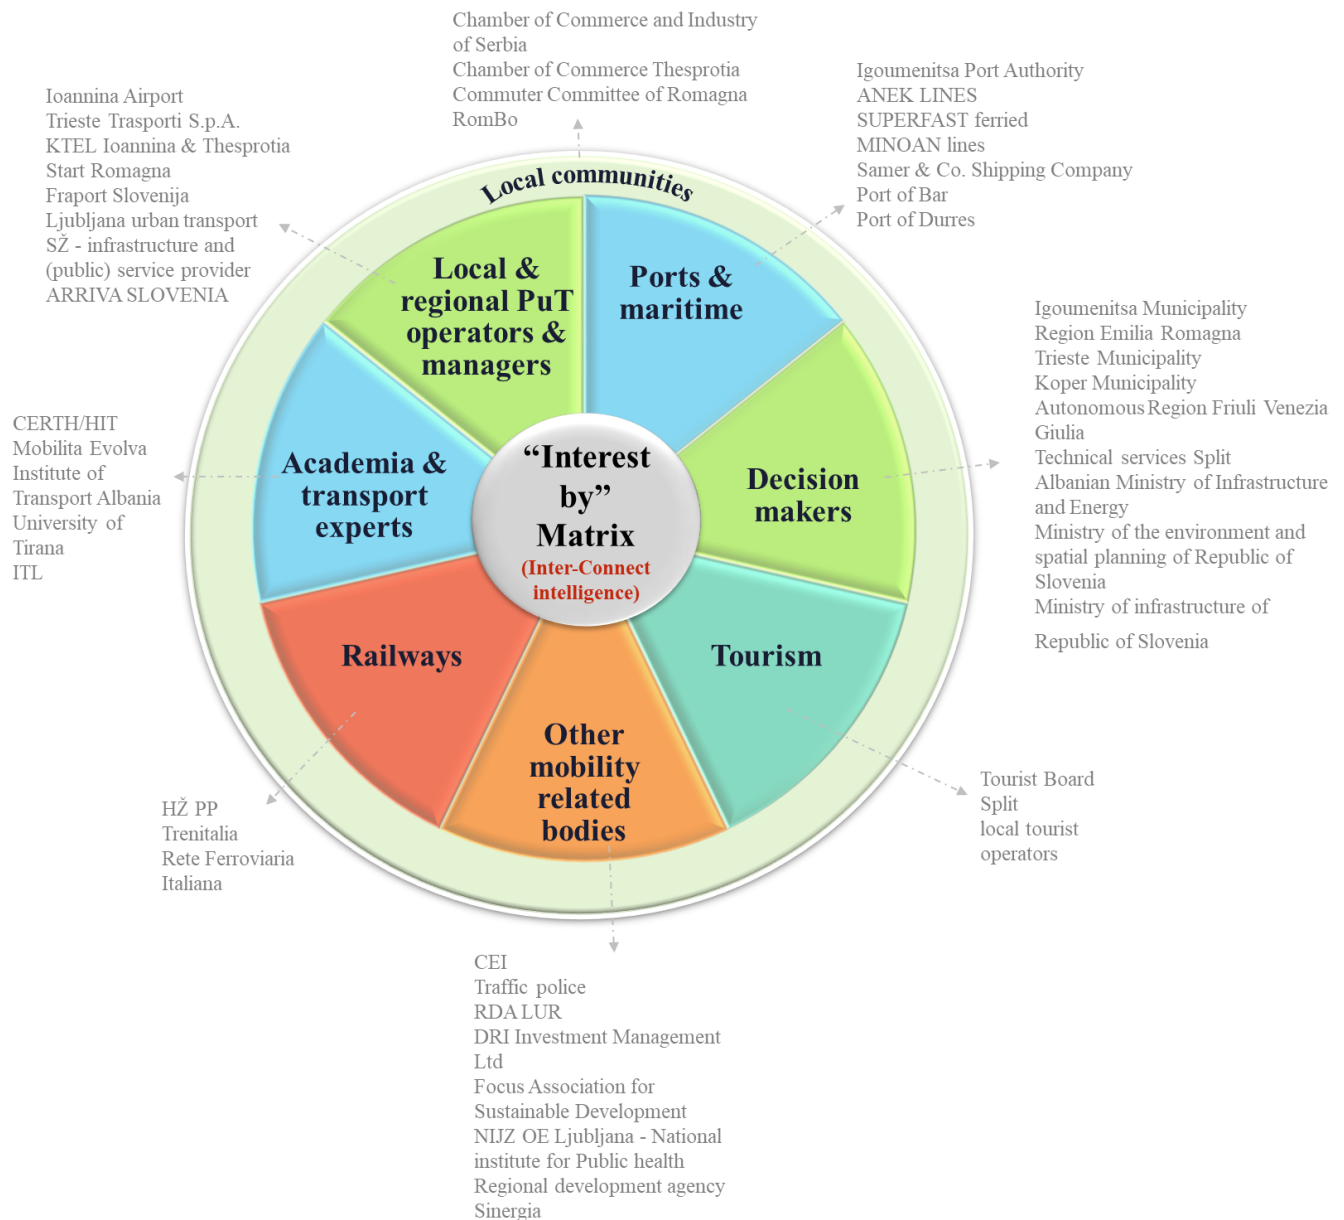 Chamber of Commerce and Industry
of Serbia
Chamber of Commerce Thesprotia
Commuter Committee of Romagna
RomBo
Ioannina Airport
Trieste Trasporti S.p.A.
KTEL Ioannina & Thesprotia
Start Romagna
Fraport Slovenija
Ljubljana urban transport
SŽ - infrastructure and
(public) service provider
ARRIVA SLOVENIA
Igoumenitsa Port Authority
ANEK LINES
SUPERFAST ferried
MINOAN lines
Samer & Co. Shipping Company
Port of Bar
Port of Durres
Local communities
Local &
regional PuT
operators &
managers
Ports &
maritime
Igoumenitsa Municipality
Region Emilia Romagna
Trieste Municipality
Koper Municipality
Autonomous Region Friuli Venezia
Giulia
Technical services Split
Albanian Ministry of Infrastructure
and Energy
Ministry of the environment and
spatial planning of Republic of
Slovenia
Ministry of infrastructure of
Republic of Slovenia
CERTH/HIT
Mobilita Evolva
Institute of
Transport Albania
University of
Tirana
ITL
Academia &
transport
experts
“Interest
by”
Matrix
(Inter-Connect
intelligence)
Decision
makers
Railways
Tourism
Other
mobility
related
bodies
HŽ PP
Trenitalia
Rete Ferroviaria
Italiana
Tourist Board
Split
local tourist
operators
CEI
Traffic police
RDA LUR
DRI Investment Management
Ltd
Focus Association for
Sustainable Development
NIJZ OE Ljubljana - National
institute for Public health
Regional development agency
Sinergia